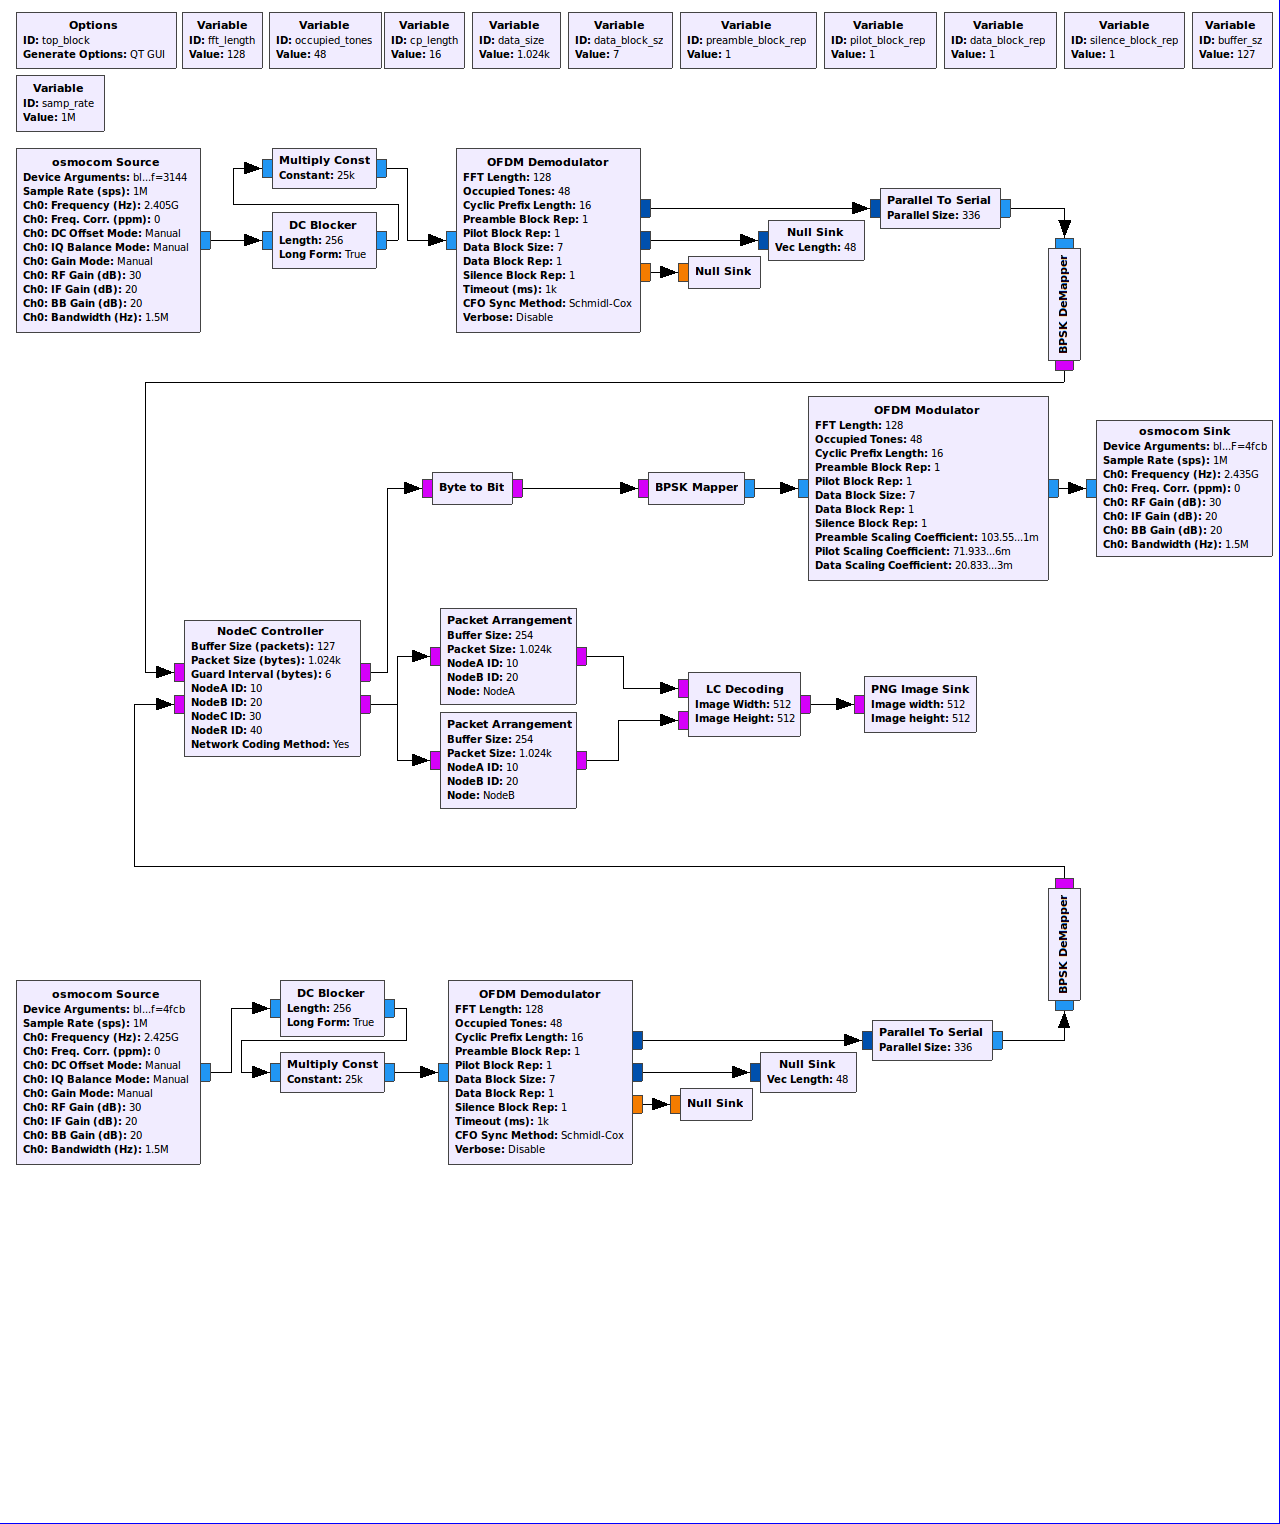 Options
ID: top_block
Generate Options: QT GUI
Variable
ID: fft_length
Value: 128
Variable
ID: occupied_tones
Value: 48
Variable
ID: cp_length
Value: 16
Variable
ID: data_size
Value: 1.024k
Variable
ID: data_block_sz
Value: 7
Variable
ID: preamble_block_rep
Value: 1
Variable
ID: pilot_block_rep
Value: 1
Variable
ID: data_block_rep
Value: 1
Variable
ID: silence_block_rep
Value: 1
Variable
ID: buffer_sz
Value: 127
Variable
ID: samp_rate
Value: 1M
osmocom Source
Device Arguments: bl...f=3144
Sample Rate (sps): 1M
Ch0: Frequency (Hz): 2.405G
Ch0: Freq. Corr. (ppm): 0
Ch0: DC Offset Mode: Manual
Ch0: IQ Balance Mode: Manual
Ch0: Gain Mode: Manual
Ch0: RF Gain (dB): 30
Ch0: IF Gain (dB): 20
Ch0: BB Gain (dB): 20
Ch0: Bandwidth (Hz): 1.5M
Multiply Const
Constant: 25k
DC Blocker
Length: 256
Long Form: True
OFDM Demodulator
FFT Length: 128
Occupied Tones: 48
Cyclic Prefix Length: 16
Preamble Block Rep: 1
Pilot Block Rep: 1
Data Block Size: 7
Data Block Rep: 1
Silence Block Rep: 1
Timeout (ms): 1k
CFO Sync Method: Schmidl-Cox
Verbose: Disable
Null Sink
Null Sink
Vec Length: 48
Parallel To Serial
Parallel Size: 336
BPSK DeMapper
Byte to Bit
BPSK Mapper
OFDM Modulator
FFT Length: 128
Occupied Tones: 48
Cyclic Prefix Length: 16
Preamble Block Rep: 1
Pilot Block Rep: 1
Data Block Size: 7
Data Block Rep: 1
Silence Block Rep: 1
Preamble Scaling Coefficient: 103.55...1m
Pilot Scaling Coefficient: 71.933...6m
Data Scaling Coefficient: 20.833...3m
osmocom Sink
Device Arguments: bl...F=4fcb
Sample Rate (sps): 1M
Ch0: Frequency (Hz): 2.435G
Ch0: Freq. Corr. (ppm): 0
Ch0: RF Gain (dB): 30
Ch0: IF Gain (dB): 20
Ch0: BB Gain (dB): 20
Ch0: Bandwidth (Hz): 1.5M
NodeC Controller
Buffer Size (packets): 127
Packet Size (bytes): 1.024k
Guard Interval (bytes): 6
NodeA ID: 10
NodeB ID: 20
NodeC ID: 30
NodeR ID: 40
Network Coding Method: Yes
Packet Arrangement
Buffer Size: 254
Packet Size: 1.024k
NodeA ID: 10
NodeB ID: 20
Node: NodeA
Packet Arrangement
Buffer Size: 254
Packet Size: 1.024k
NodeA ID: 10
NodeB ID: 20
Node: NodeB
LC Decoding
Image Width: 512
Image Height: 512
PNG Image Sink
Image width: 512
Image height: 512
BPSK DeMapper
osmocom Source
Device Arguments: bl...f=4fcb
Sample Rate (sps): 1M
Ch0: Frequency (Hz): 2.425G
Ch0: Freq. Corr. (ppm): 0
Ch0: DC Offset Mode: Manual
Ch0: IQ Balance Mode: Manual
Ch0: Gain Mode: Manual
Ch0: RF Gain (dB): 30
Ch0: IF Gain (dB): 20
Ch0: BB Gain (dB): 20
Ch0: Bandwidth (Hz): 1.5M
DC Blocker
Length: 256
Long Form: True
Multiply Const
Constant: 25k
OFDM Demodulator
FFT Length: 128
Occupied Tones: 48
Cyclic Prefix Length: 16
Preamble Block Rep: 1
Pilot Block Rep: 1
Data Block Size: 7
Data Block Rep: 1
Silence Block Rep: 1
Timeout (ms): 1k
CFO Sync Method: Schmidl-Cox
Verbose: Disable
Null Sink
Null Sink
Vec Length: 48
Parallel To Serial
Parallel Size: 336